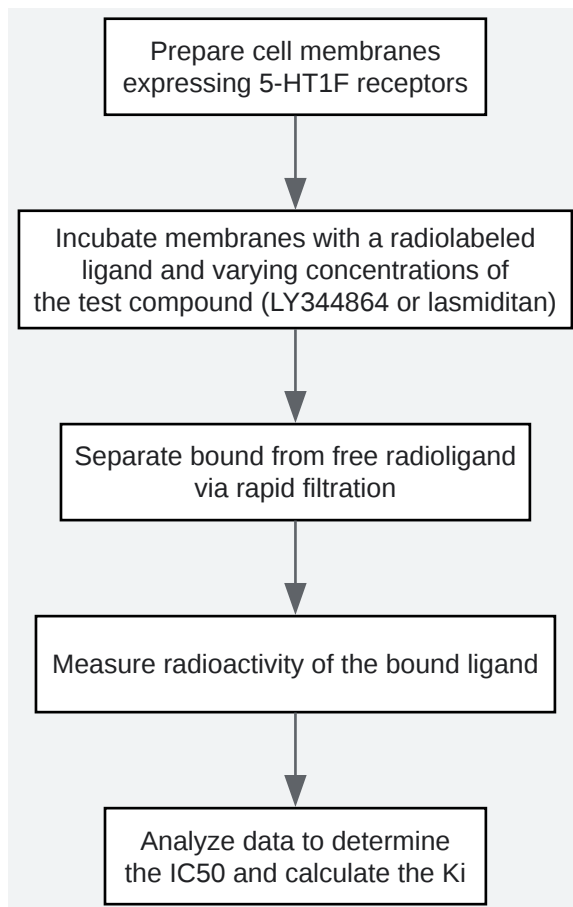 Prepare cell membranes
expressing 5-HT1F receptors
Incubate membranes with a radiolabeled
ligand and varying concentrations of
the test compound (LY344864 or lasmiditan)
Separate bound from free radioligand
via rapid filtration
Measure radioactivity of the bound ligand
Analyze data to determine
the IC50 and calculate the Ki